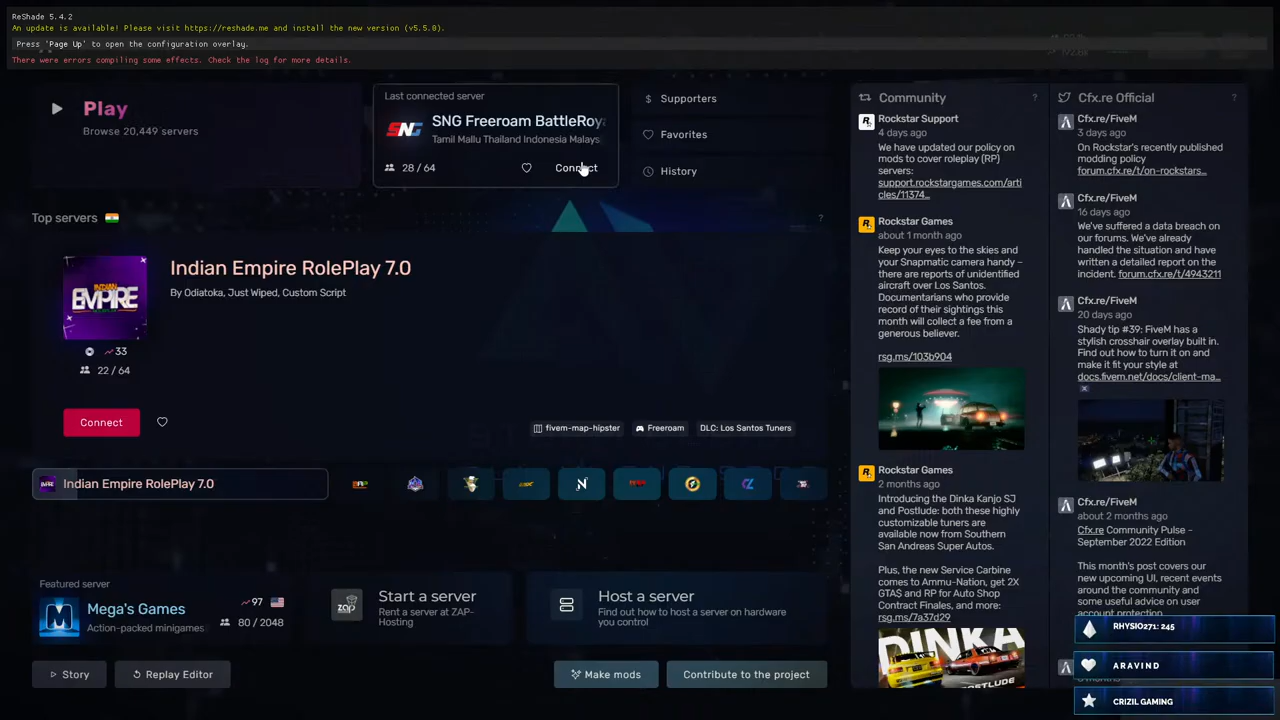 ReShade 5.4.2
An update is available! Please visit https://reshade.me and install the new version (v5.5.0).
Press 'Page Up' to open the configuration overlay.
There were errors compiling some effects. Check the log for more details.
Play
Browse 20,449 servers
Last connected server
SNG
SNG Freeroam BattleRoya
Tamil Mallu Thailand Indonesia Malays
28 / 64
Connect
Supporters
Favorites
History
Top servers
?
INDIAN
EMPIRE
Indian Empire RolePlay 7.0
By Odiatoka, Just Wiped, Custom Script
33
22 / 64
Connect
fivem-map-hipster
Freeroam
DLC: Los Santos Tuners
Indian Empire RolePlay 7.0
Featured server
Mega's Games
Action-packed minigames
97
80 / 2048
zap
Start a server
Rent a server at ZAP-
Hosting
Host a server
Find out how to host a server on hardware
you control
Story
Replay Editor
Make mods
Contribute to the project
Community
?
Rockstar Support
4 days ago
We have updated our policy on
mods to cover roleplay (RP)
servers:
support.rockstargames.com/arti
cles/11374…
Rockstar Games
about 1 month ago
Keep your eyes to the skies and
your Snapmatic camera handy –
there are reports of unidentified
aircraft over Los Santos.
Documentarians who provide
record of their sightings this
month will collect a fee from a
generous believer.
rsg.ms/103b904
Rockstar Games
2 months ago
Introducing the Dinka Kanjo SJ
and Postlude: both these highly
customizable tuners are
available now from Southern
San Andreas Super Autos.
Plus, the new Service Carbine
comes to Ammu-Nation, get 2X
GTA$ and RP for Auto Shop
Contract Finales, and more:
rsg.ms/7a37d29
DINKA
POSTLUDE
Cfx.re Official
?
Cfx.re/FiveM
3 days ago
On Rockstar's recently published
modding policy
forum.cfx.re/t/on-rockstars…
Cfx.re/FiveM
16 days ago
We've suffered a data breach on
our forums. We've already
handled the situation and have
written a detailed report on the
incident. forum.cfx.re/t/4943211
Cfx.re/FiveM
20 days ago
Shady tip #39: FiveM has a
stylish crosshair overlay built in.
Find out how to turn it on and
make it fit your style at
docs.fivem.net/docs/client-ma…
Cfx.re/FiveM
about 2 months ago
Cfx.re Community Pulse –
September 2022 Edition
This month's post covers our
new upcoming UI, recent events
around the community and
some useful advice on user
account protection.
RHYSIO271: 245
ARAVIND
CRIZIL GAMING